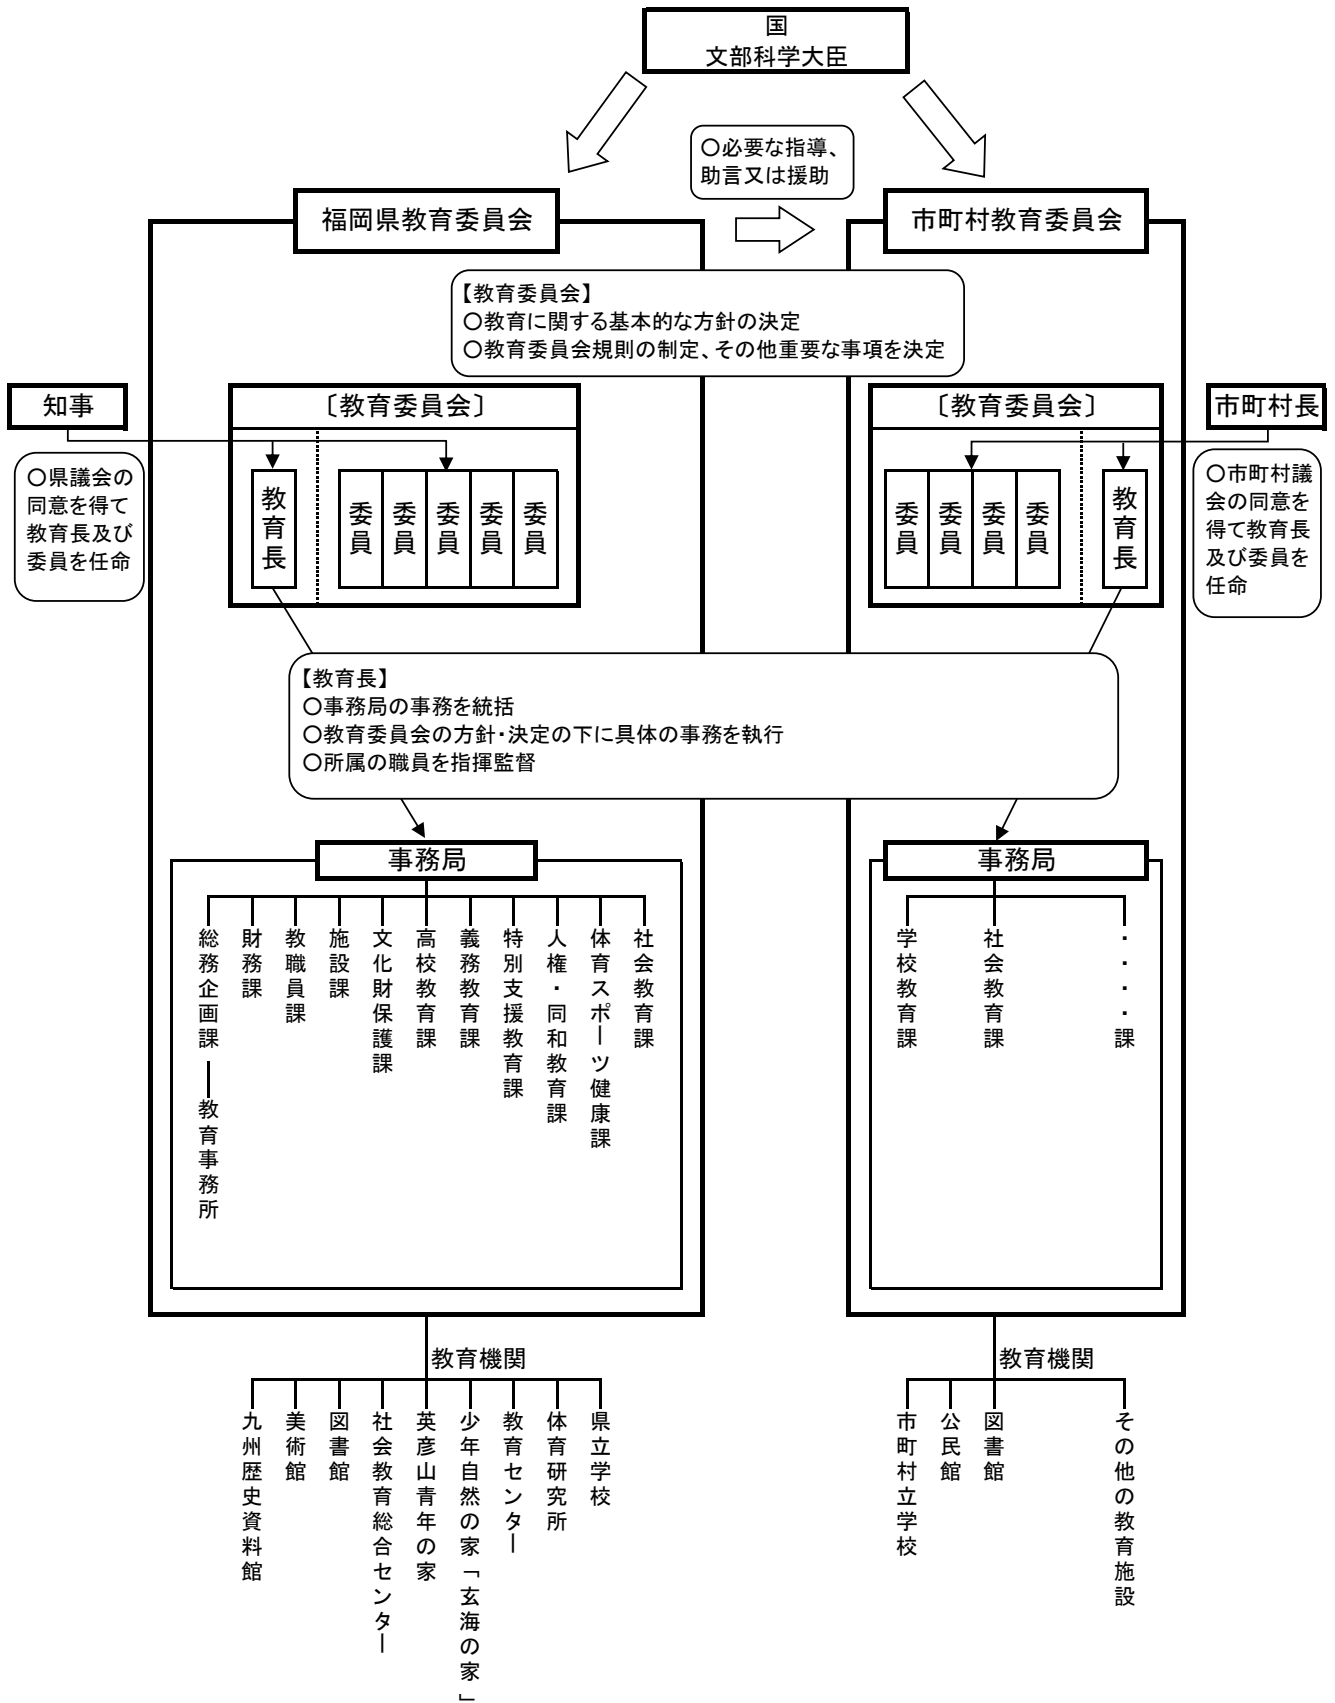 国
文部科学大臣
〇必要な指導、
助言又は援助
福岡県教育委員会
市町村教育委員会
【教育委員会】
〇教育に関する基本的な方針の決定
〇教育委員会規則の制定、その他重要な事項を決定
知事
〔教育委員会〕
〔教育委員会〕
市町村長
〇県議会の
同意を得て
教育長及び
委員を任命
教育長
委員
委員
委員
委員
委員
委員
委員
委員
委員
教育長
〇市町村議
会の同意を
得て教育長
及び委員を
任命
【教育長】
〇事務局の事務を統括
〇教育委員会の方針・決定の下に具体の事務を執行
〇所属の職員を指揮監督
事務局
事務局
総務企画課
教育事務所
財務課
教職員課
施設課
文化財保護課
高校教育課
義務教育課
特別支援教育課
人権・同和教育課
体育スポーツ健康課
社会教育課
学校教育課
社会教育課
・・・・課
教育機関
教育機関
九州歴史資料館
美術館
図書館
社会教育総合センター
英彦山青年の家
少年自然の家「玄海の家」
教育センター
体育研究所
県立学校
市町村立学校
公民館
図書館
その他の教育施設